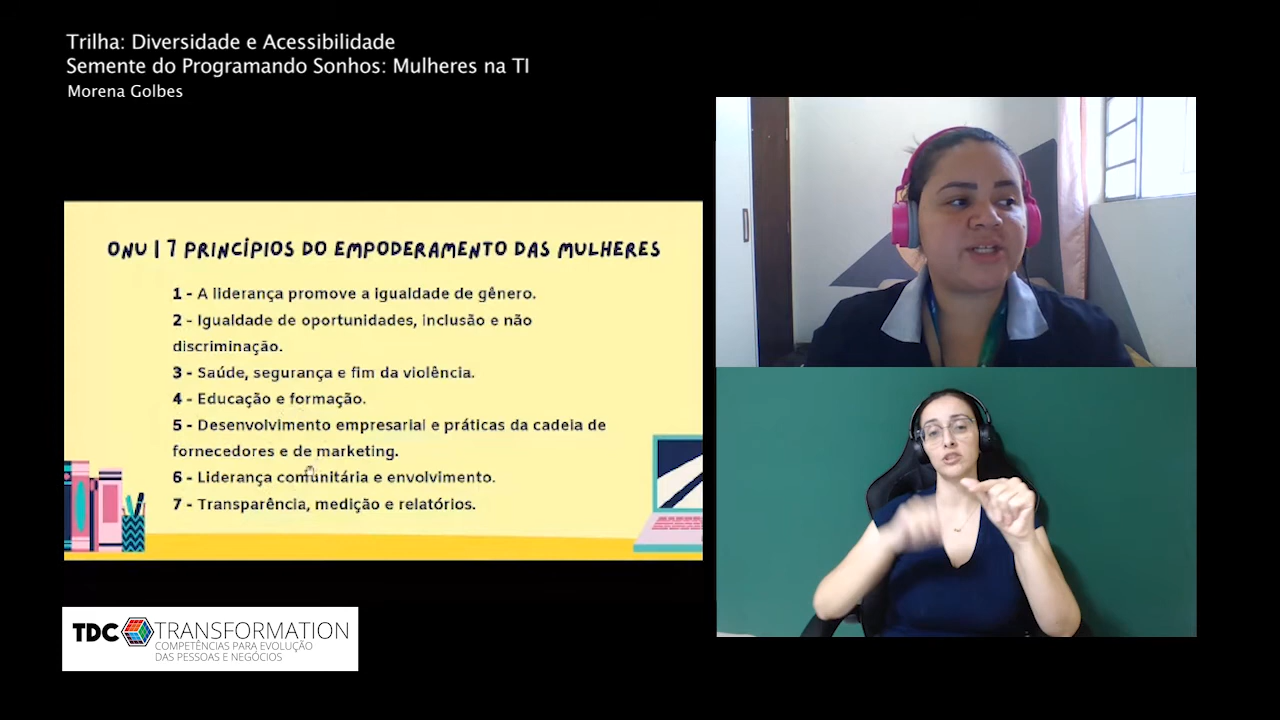 Trilha: Diversidade e Acessibilidade
Semente do Programando Sonhos: Mulheres na TI
Morena Golbes
ONU | 7 PRINCÍPIOS DO EMPODERAMENTO DAS MULHERES
1 - A liderança promove a igualdade de gênero.
2 - Igualdade de oportunidades, inclusão e não
discriminação.
3 - Saúde, segurança e fim da violência.
4 - Educação e formação.
5 - Desenvolvimento empresarial e práticas da cadeia de
fornecedores e de marketing.
6 - Liderança comunitária e envolvimento.
7 - Transparência, medição e relatórios.
TDC TRANSFORMATION
COMPETÊNCIAS PARA EVOLUÇÃO
DAS PESSOAS E NEGÓCIOS